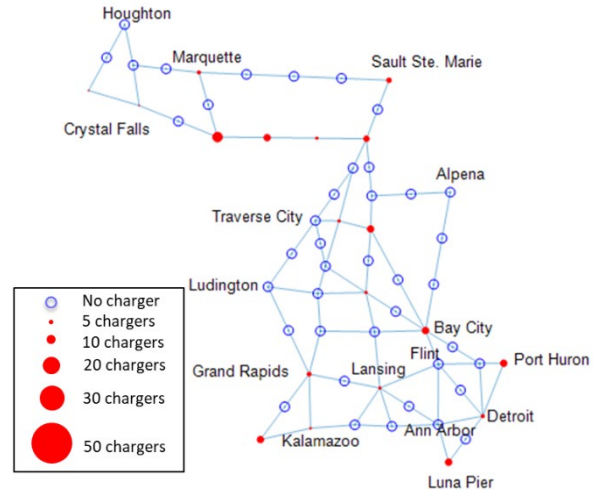 Houghton
Marquette
Sault Ste. Marie
Crystal Falls
Alpena
Traverse City
Ludington
No charger
5 chargers
10 chargers
20 chargers
30 chargers
50 chargers
Bay City
Flint
Port Huron
Grand Rapids
Lansing
Detroit
Ann Arbor
Kalamazoo
Luna Pier